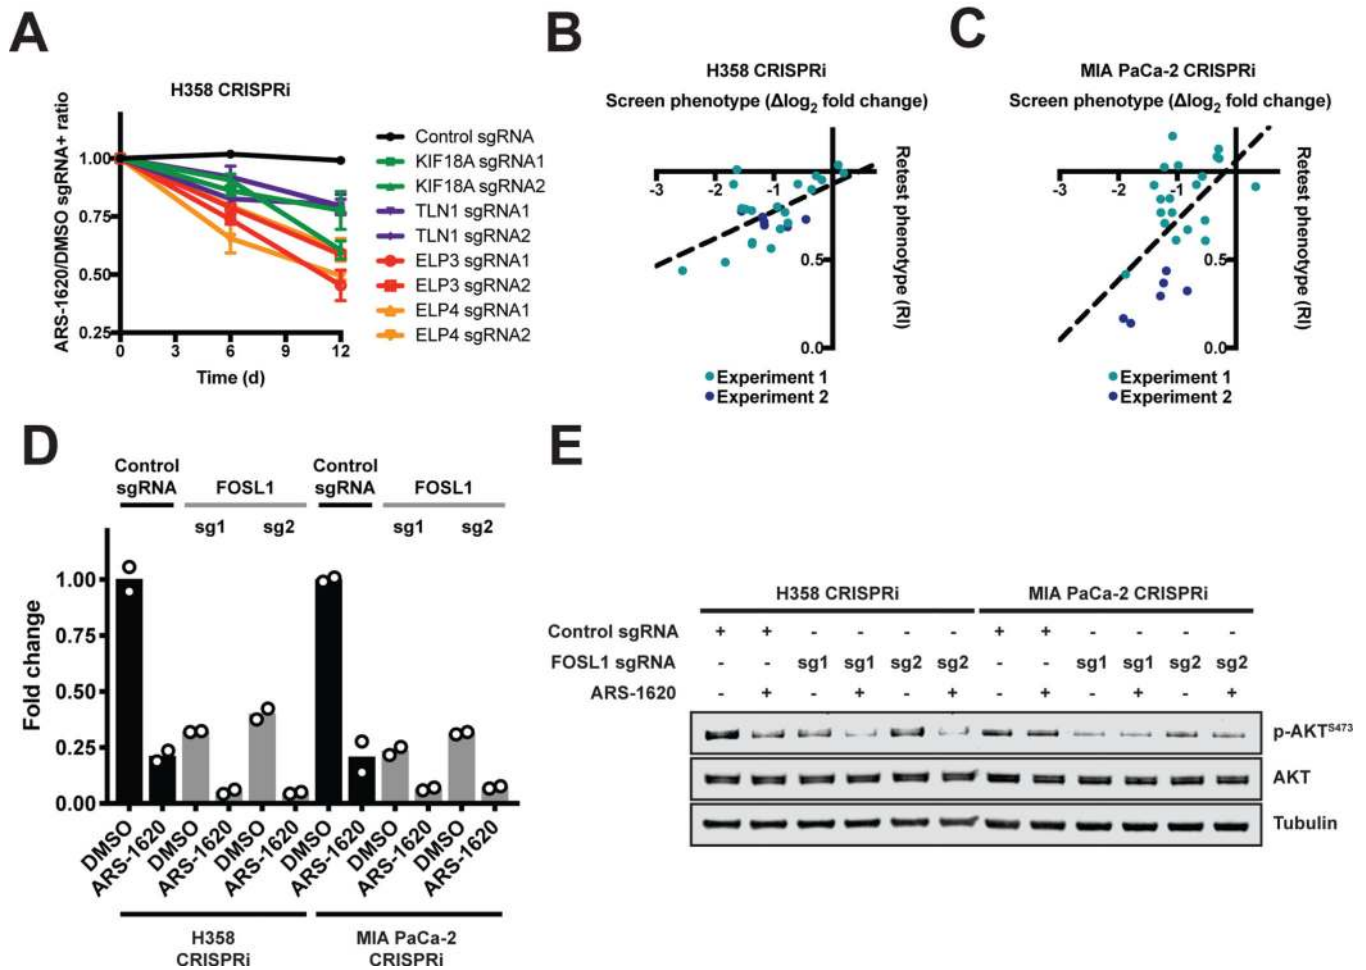 A
H358 CRISPRi
ARS-1620/DMSO sgRNA+ ratio
1.00
0.75
0.50
0.25
0 3 6 9 12
Time (d)
Control sgRNA
KIF18A sgRNA1
KIF18A sgRNA2
TLN1 sgRNA1
TLN1 sgRNA2
ELP3 sgRNA1
ELP3 sgRNA2
ELP4 sgRNA1
ELP4 sgRNA2
B
H358 CRISPRi
Screen phenotype (Δlog2 fold change)
-3 -2 -1
0.5
0.0
Retest phenotype (RI)
Experiment 1
Experiment 2
C
MIA PaCa-2 CRISPRi
Screen phenotype (Δlog2 fold change)
-3 -2 -1
0.5
0.0
Retest phenotype (RI)
Experiment 1
Experiment 2
D
Control sgRNA FOSL1 Control sgRNA FOSL1
sg1 sg2 sg1 sg2
Fold change
1.00
0.75
0.50
0.25
0.00
DMSO ARS-1620 DMSO ARS-1620 DMSO ARS-1620 DMSO ARS-1620 DMSO ARS-1620 DMSO ARS-1620
H358 CRISPRi MIA PaCa-2 CRISPRi
E
H358 CRISPRi MIA PaCa-2 CRISPRi
Control sgRNA + + - - - - + + - - - -
FOSL1 sgRNA - - sg1 sg1 sg2 sg2 - - sg1 sg1 sg2 sg2
ARS-1620 - + - + - + - + - + - +
p-AKTS473
AKT
Tubulin